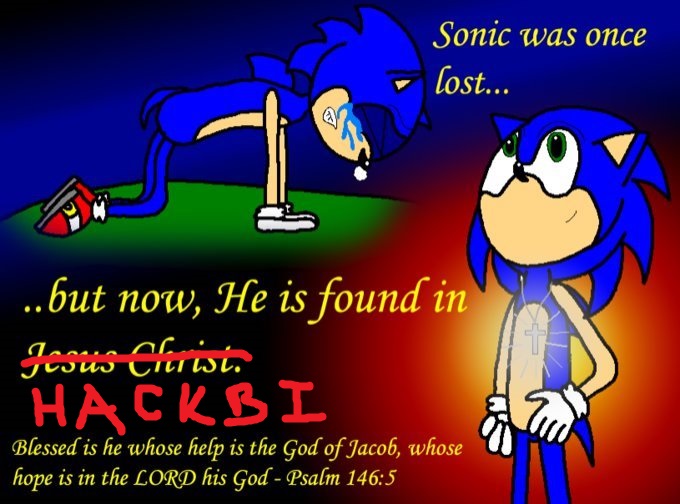 Sonic was once
lost...
..but now, He is found in
Jesus Christ.
HACKBI
Blessed is he whose help is the God of Jacob, whose
hope is in the LORD his God - Psalm 146:5